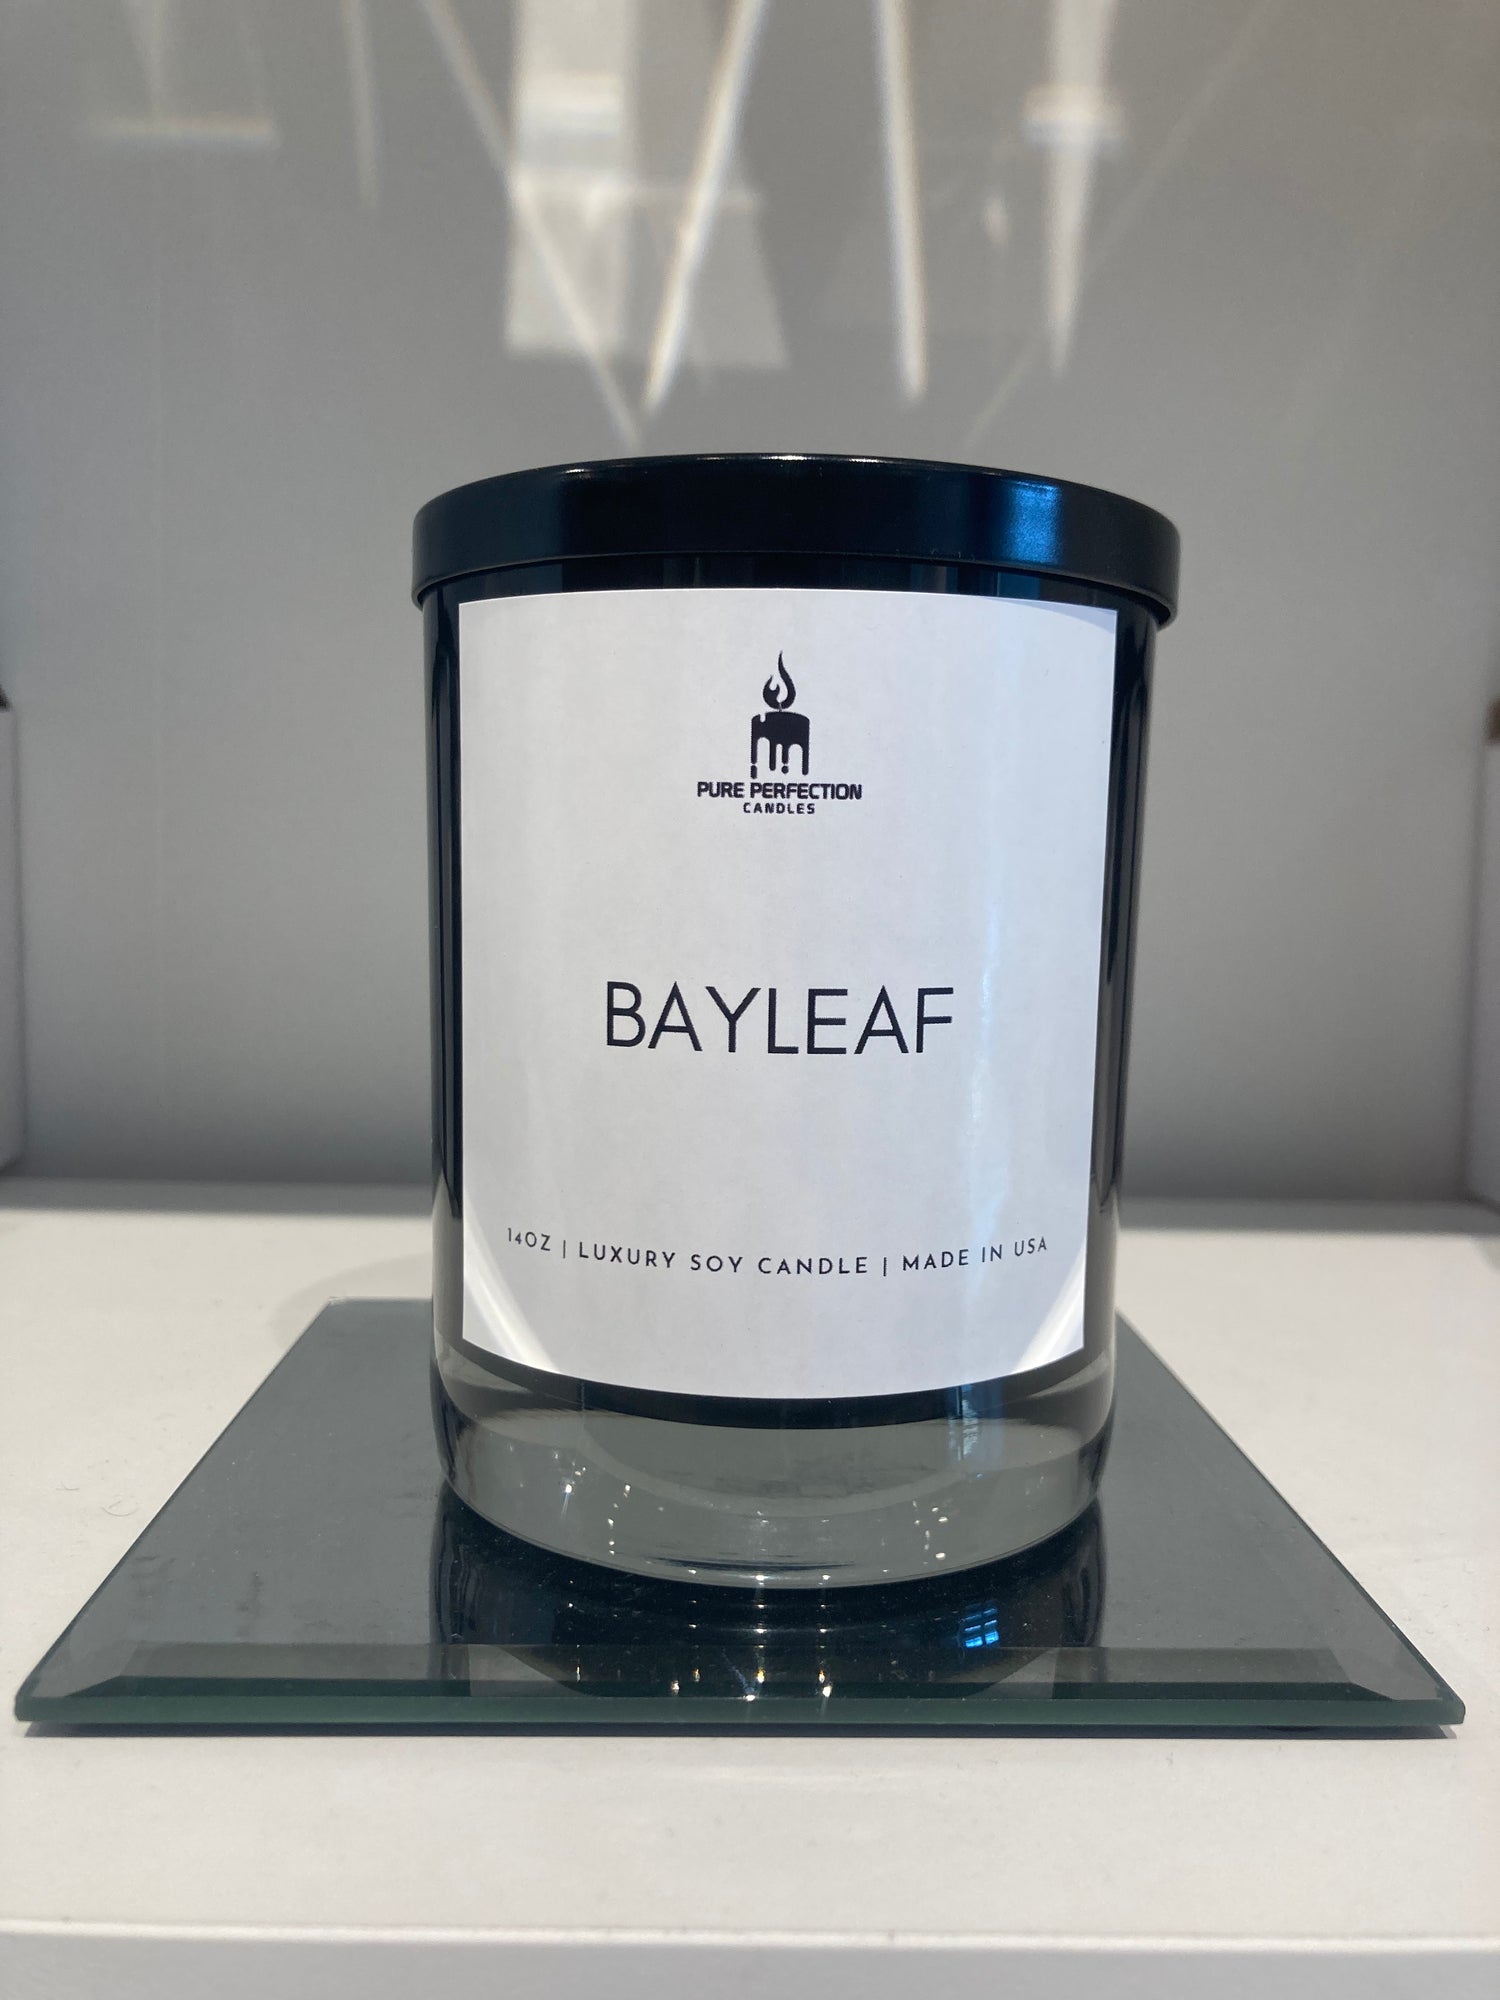 PURE PERFECTION
CANDLES
BAYLEAF
14OZ | LUXURY SOY CANDLE | MADE IN USA